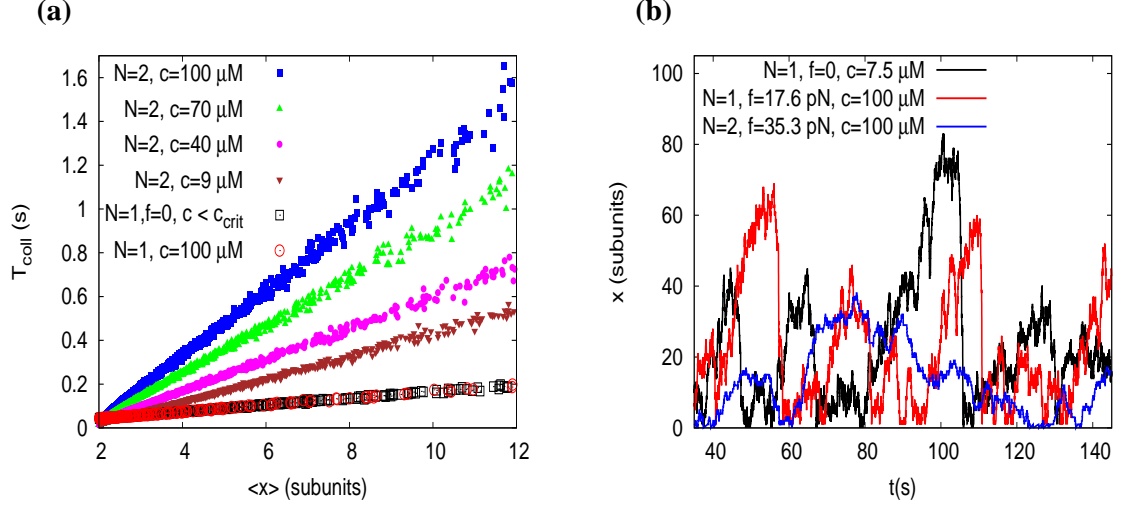 (a)
N=2, c=100 μM
N=2, c=70 μM
N=2, c=40 μM
N=2, c=9 μM
N=1,f=0, c < ccrit
N=1, c=100 μM
Tcoll (s)
0
0.2
0.4
0.6
0.8
1
1.2
1.4
1.6
2
4
6
8
10
12
<x> (subunits)
(b)
N=1, f=0, c=7.5 μM
N=1, f=17.6 pN, c=100 μM
N=2, f=35.3 pN, c=100 μM
x (subunits)
0
20
40
60
80
100
40
60
80
100
120
140
t(s)